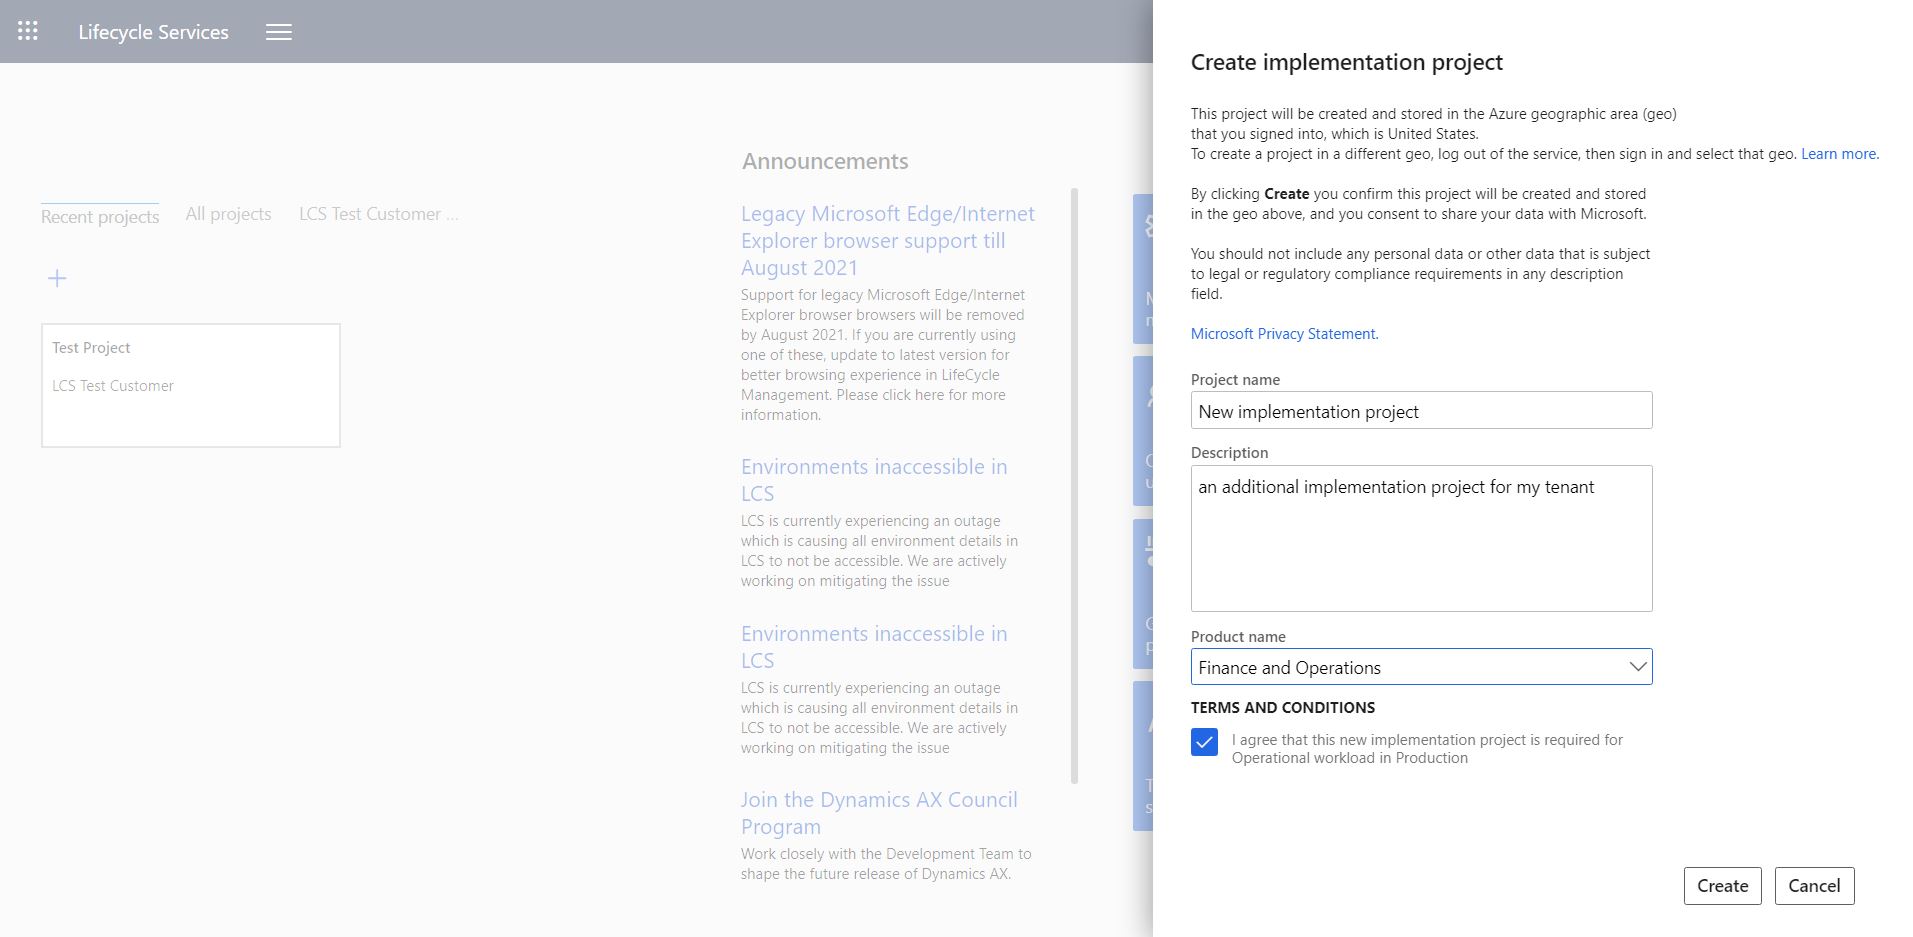 Lifecycle Services
Recent projects
All projects
LCS Test Customer ...
Test Project
LCS Test Customer
Announcements
Legacy Microsoft Edge/Internet
Explorer browser support till
August 2021
Support for legacy Microsoft Edge/Internet
Explorer browser browsers will be removed
by August 2021. If you are currently using
one of these, update to latest version for
better browsing experience in LifeCycle
Management. Please click here for more
information.
Environments inaccessible in
LCS
LCS is currently experiencing an outage
which is causing all environment details in
LCS to not be accessible. We are actively
working on mitigating the issue
Environments inaccessible in
LCS
LCS is currently experiencing an outage
which is causing all environment details in
LCS to not be accessible. We are actively
working on mitigating the issue
Join the Dynamics AX Council
Program
Work closely with the Development Team to
shape the future release of Dynamics AX.
Create implementation project
This project will be created and stored in the Azure geographic area (geo)
that you signed into, which is United States.
To create a project in a different geo, log out of the service, then sign in and select that geo. Learn more.
By clicking Create you confirm this project will be created and stored
in the geo above, and you consent to share your data with Microsoft.
You should not include any personal data or other data that is subject
to legal or regulatory compliance requirements in any description
field.
Microsoft Privacy Statement.
Project name
New implementation project
Description
an additional implementation project for my tenant
Product name
Finance and Operations
TERMS AND CONDITIONS
I agree that this new implementation project is required for
Operational workload in Production
Create
Cancel